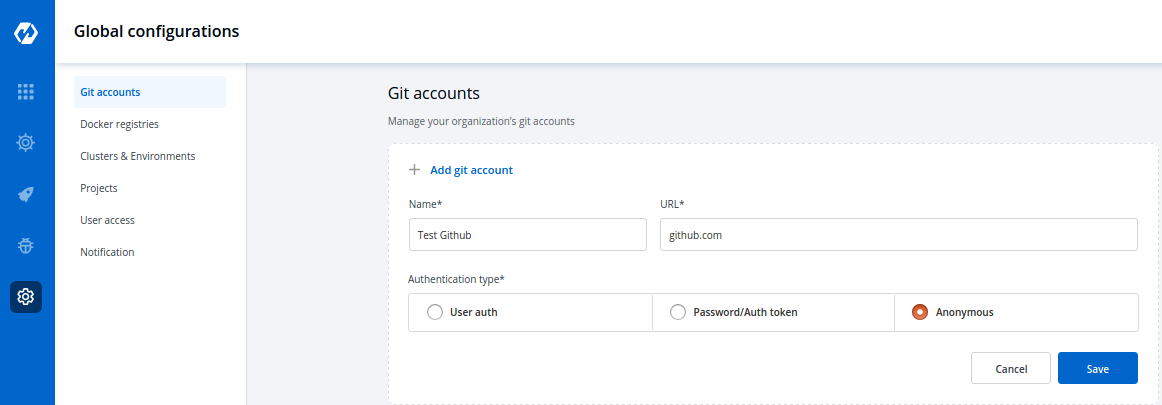 Global configurations
Git accounts
Docker registries
Clusters & Environments
Projects
User access
Notification
Git accounts
Manage your organization's git accounts
Add git account
Name* URL*
Test Github github.com
Authentication type*
User auth Password/Auth token Anonymous
Cancel Save